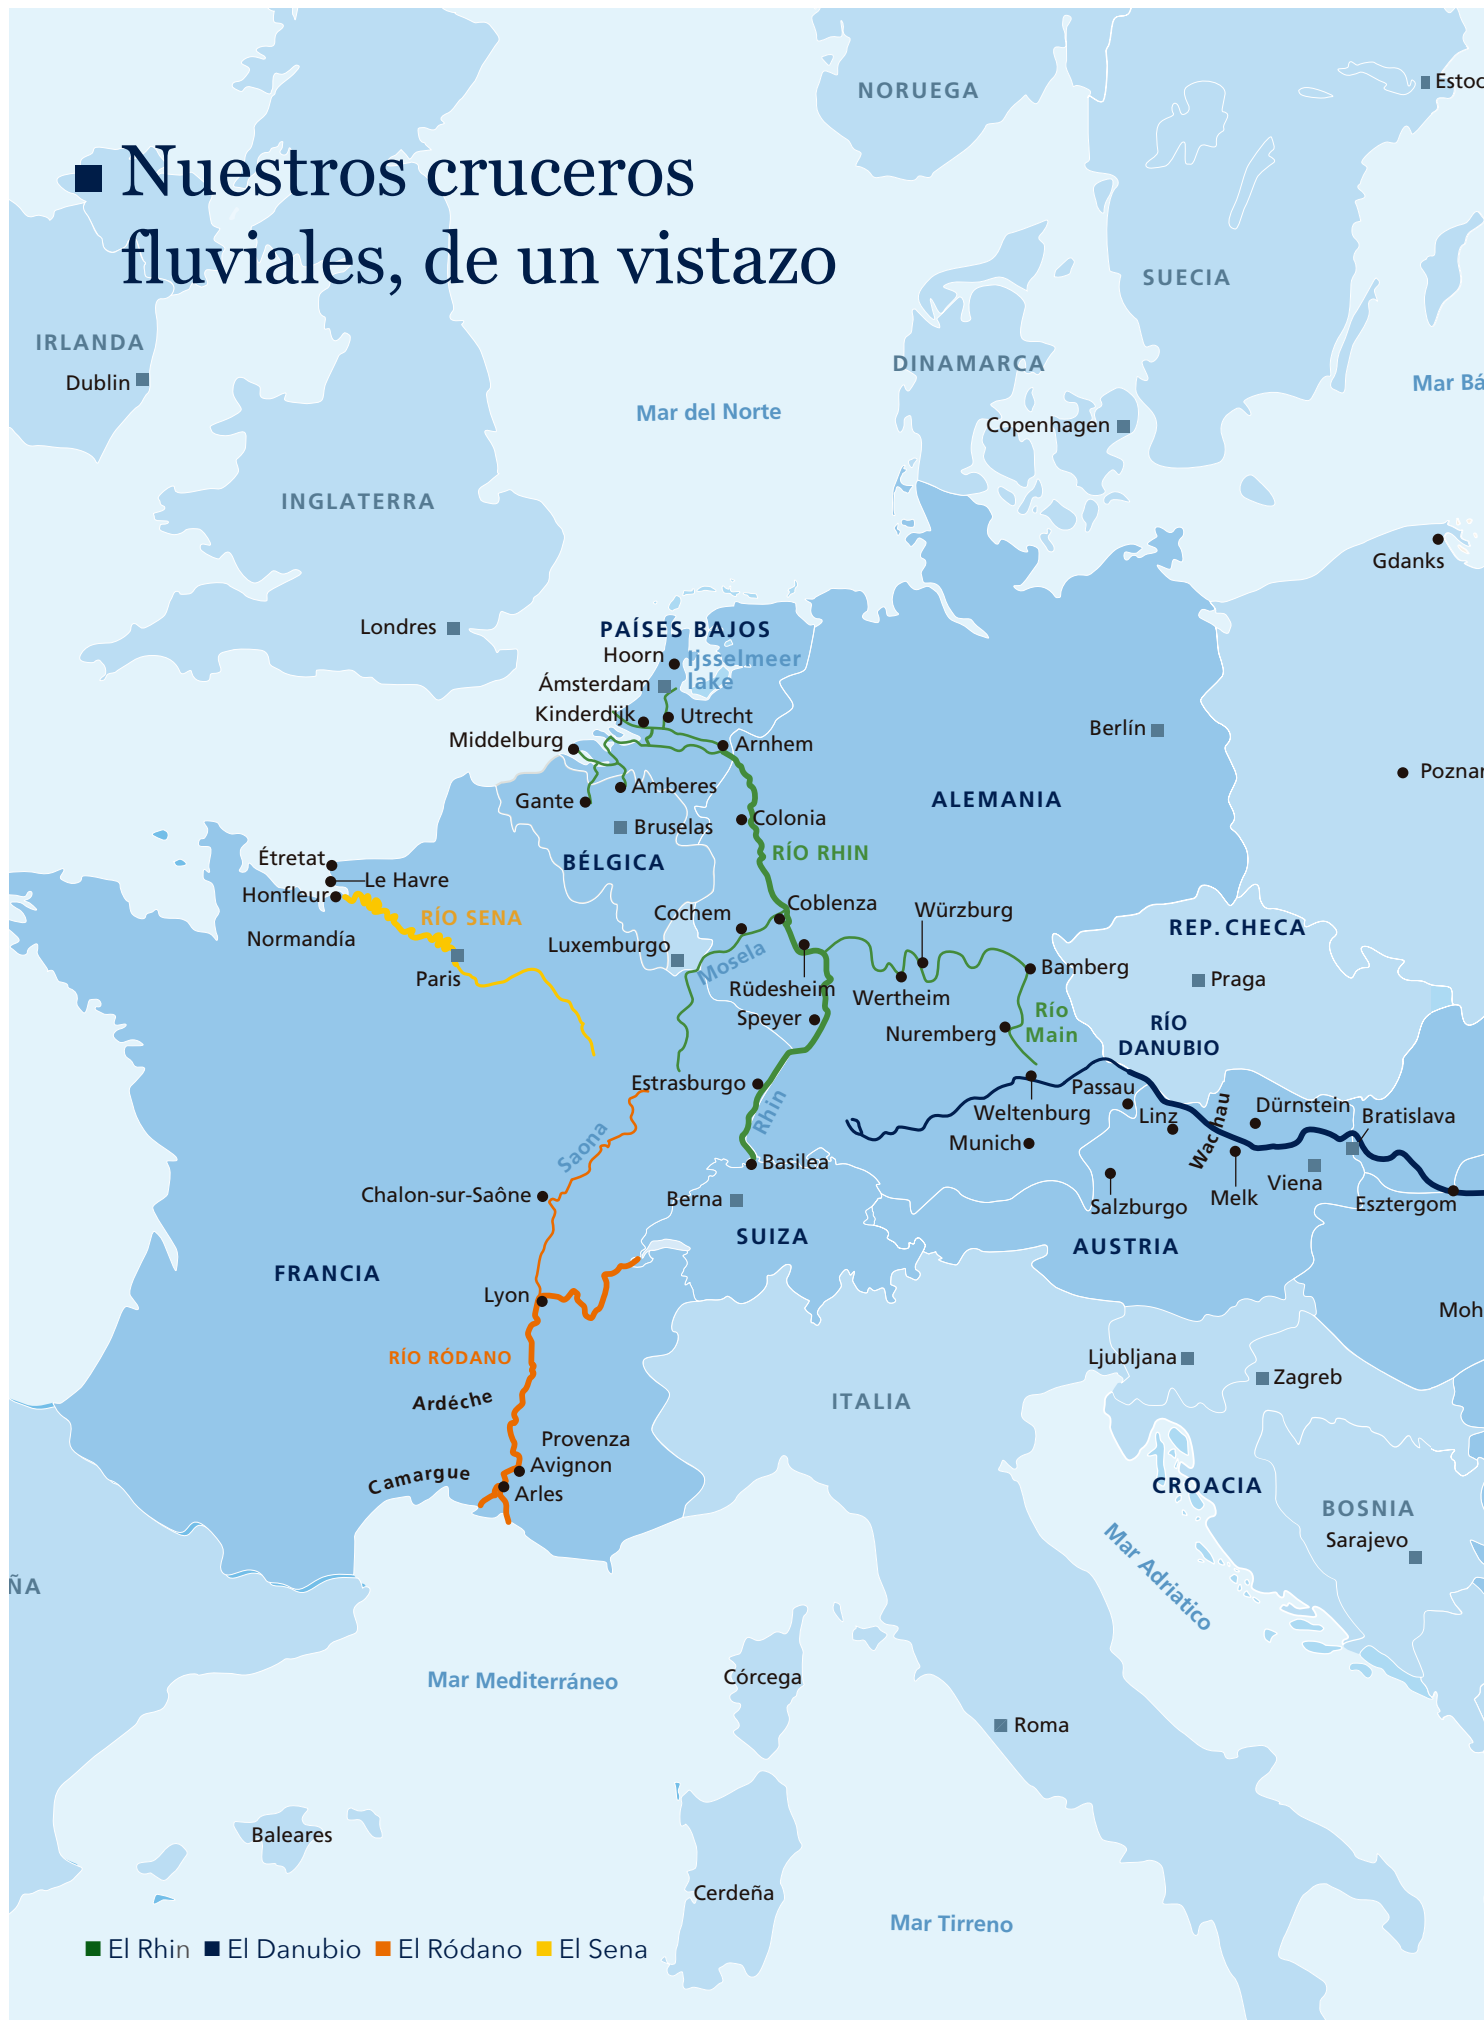 Nuestros cruceros
fluviales, de un vistazo
NORUEGA
Estoc
SUECIA
IRLANDA
Dublin
DINAMARCA
Mar Bá
Mar del Norte
Copenhagen
INGLATERRA
Gdanks
Londres
PAÍSES BAJOS
Hoorn
Ijsselmeer
lake
Ámsterdam
Kinderdijk
Utrecht
Middelburg
Arnhem
Berlín
Poznar
Amberes
Gante
ALEMANIA
Bruselas
Colonia
RÍO RHIN
BÉLGICA
Étretat
Le Havre
Honfleur
RÍO SENA
Normandía
Paris
Cochem
Coblenza
Würzburg
Luxemburgo
Mosela
REP. CHECA
Bamberg
Praga
Rüdesheim
Wertheim
Speyer
Nuremberg
Río
Main
RÍO
DANUBIO
Estrasburgo
Rhin
Weltenburg
Passau
Linz
Wachau
Dürnstein
Bratislava
Munich
Saona
Basilea
Chalon-sur-Saône
Berna
Salzburgo
Melk
Viena
Esztergom
SUIZA
AUSTRIA
FRANCIA
Lyon
Moh
RÍO RÓDANO
Ljubljana
Zagreb
Ardéche
ITALIA
Provenza
Avignon
Camargue
Arles
CROACIA
BOSNIA
Sarajevo
Mar Adriatico
ÑA
Mar Mediterráneo
Córcega
Roma
Baleares
Cerdeña
Mar Tirreno
El Rhin El Danubio El Ródano El Sena